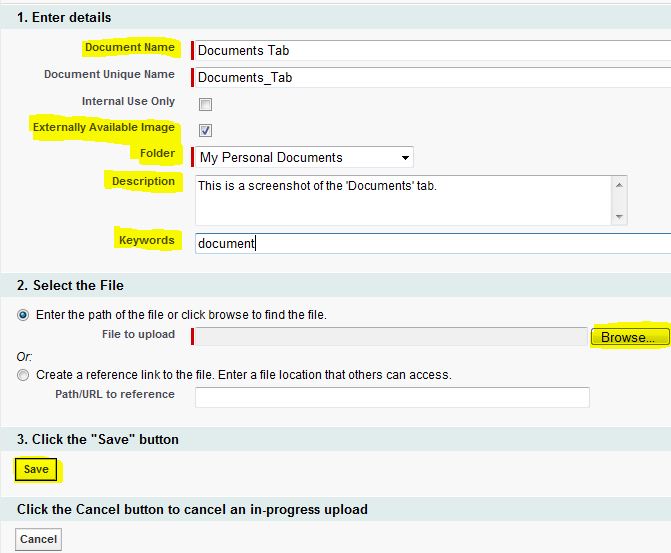 1. Enter details
Document Name Documents Tab
Document Unique Name Documents_Tab
Internal Use Only
Externally Available Image
Folder My Personal Documents
Description This is a screenshot of the 'Documents' tab.
Keywords document
2. Select the File
Enter the path of the file or click browse to find the file.
File to upload Browse...
Or:
Create a reference link to the file. Enter a file location that others can access.
Path/URL to reference
3. Click the "Save" button
Save
Click the Cancel button to cancel an in-progress upload
Cancel